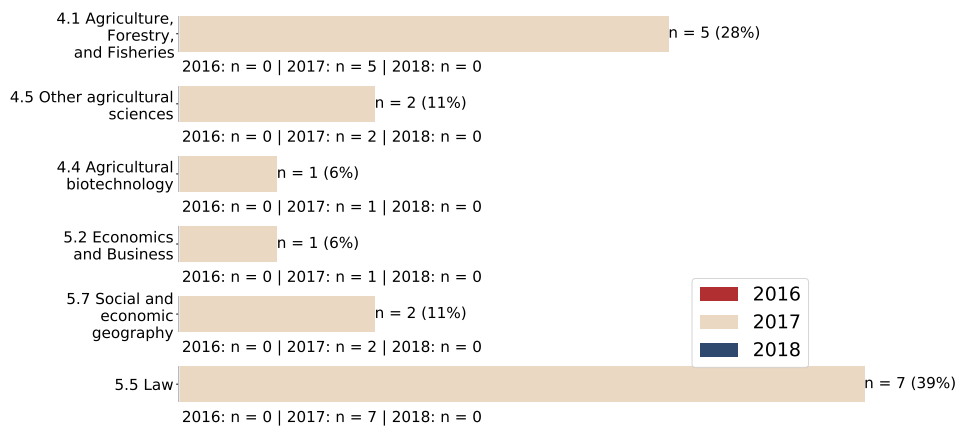 4.1 Agriculture,
Forestry,
and Fisheries
n = 5 (28%)
2016: n = 0 | 2017: n = 5 | 2018: n = 0
4.5 Other agricultural
sciences
n = 2 (11%)
2016: n = 0 | 2017: n = 2 | 2018: n = 0
4.4 Agricultural
biotechnology
n = 1 (6%)
2016: n = 0 | 2017: n = 1 | 2018: n = 0
5.2 Economics
and Business
n = 1 (6%)
2016: n = 0 | 2017: n = 1 | 2018: n = 0
5.7 Social and
economic
geography
n = 2 (11%)
2016: n = 0 | 2017: n = 2 | 2018: n = 0
2016
2017
2018
5.5 Law
n = 7 (39%)
2016: n = 0 | 2017: n = 7 | 2018: n = 0